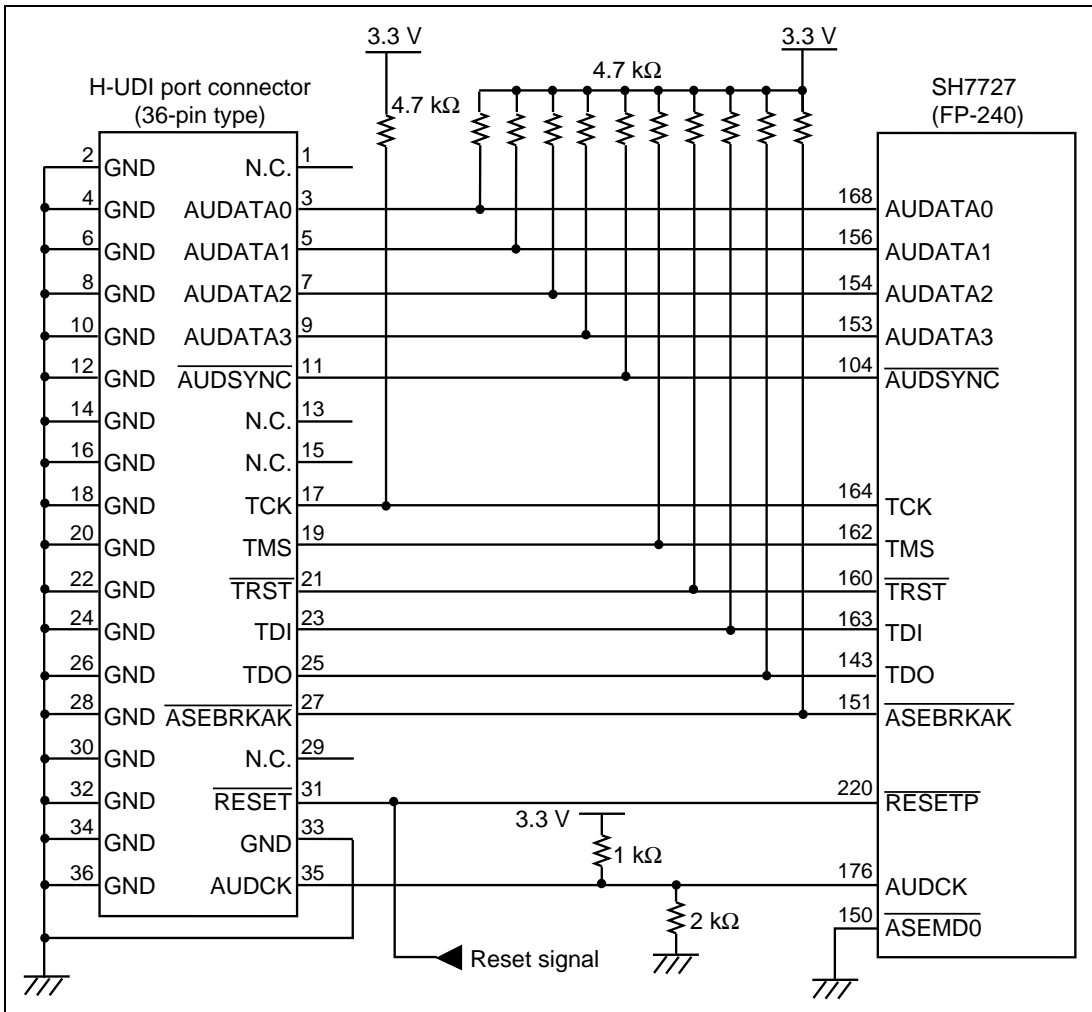 3.3 V
3.3 V
H-UDI port connector
(36-pin type)
4.7 kΩ
4.7 kΩ
SH7727
(FP-240)
2 GND N.C. 1
4 GND AUDATA0 3 168 AUDATA0
6 GND AUDATA1 5 156 AUDATA1
8 GND AUDATA2 7 154 AUDATA2
10 GND AUDATA3 9 153 AUDATA3
12 GND AUDSYNC 11 104 AUDSYNC
14 GND N.C. 13
16 GND N.C. 15
18 GND TCK 17 164 TCK
20 GND TMS 19 162 TMS
22 GND TRST 21 160 TRST
24 GND TDI 23 163 TDI
26 GND TDO 25 143 TDO
28 GND ASEBRKAK 27 151 ASEBRKAK
30 GND N.C. 29
32 GND RESET 31 220 RESETP
34 GND GND 33
3.3 V
1 kΩ
36 GND AUDCK 35 176 AUDCK
2 kΩ
150 ASEMD0
Reset signal